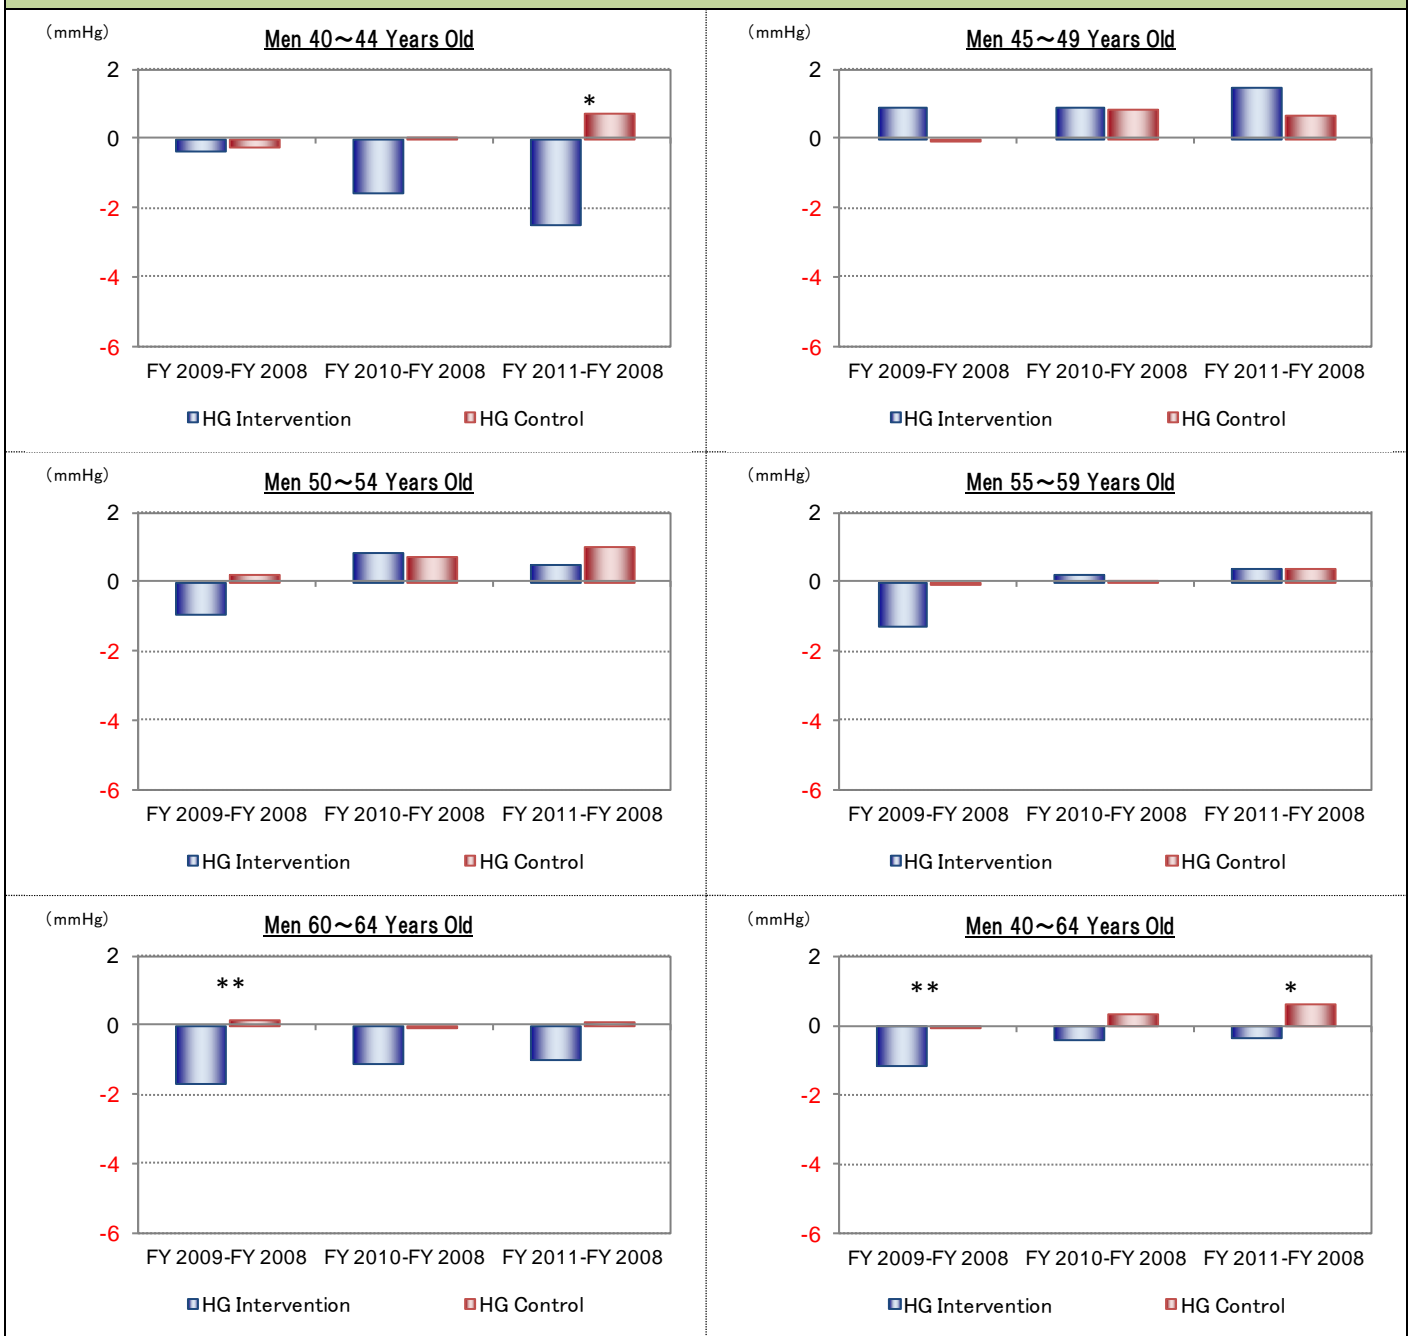 (mmHg)
Men 40～44 Years Old
2
*
0
-2
-4
-6
FY 2009-FY 2008 FY 2010-FY 2008 FY 2011-FY 2008
HG Intervention HG Control
(mmHg)
Men 45～49 Years Old
2
0
-2
-4
-6
FY 2009-FY 2008 FY 2010-FY 2008 FY 2011-FY 2008
HG Intervention HG Control
(mmHg)
Men 50～54 Years Old
2
0
-2
-4
-6
FY 2009-FY 2008 FY 2010-FY 2008 FY 2011-FY 2008
HG Intervention HG Control
(mmHg)
Men 55～59 Years Old
2
0
-2
-4
-6
FY 2009-FY 2008 FY 2010-FY 2008 FY 2011-FY 2008
HG Intervention HG Control
(mmHg)
Men 60～64 Years Old
2
**
0
-2
-4
-6
FY 2009-FY 2008 FY 2010-FY 2008 FY 2011-FY 2008
HG Intervention HG Control
(mmHg)
Men 40～64 Years Old
2
** *
0
-2
-4
-6
FY 2009-FY 2008 FY 2010-FY 2008 FY 2011-FY 2008
HG Intervention HG Control